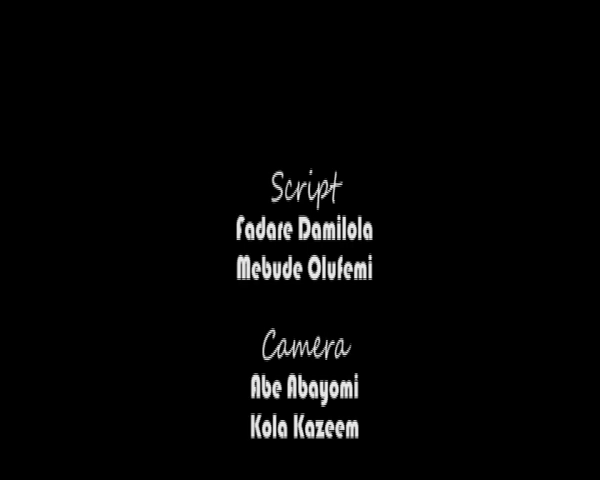 Script
Fadare Damilola
Mebude Olufemi
Camera
Abe Abayomi
Kola Kazeem